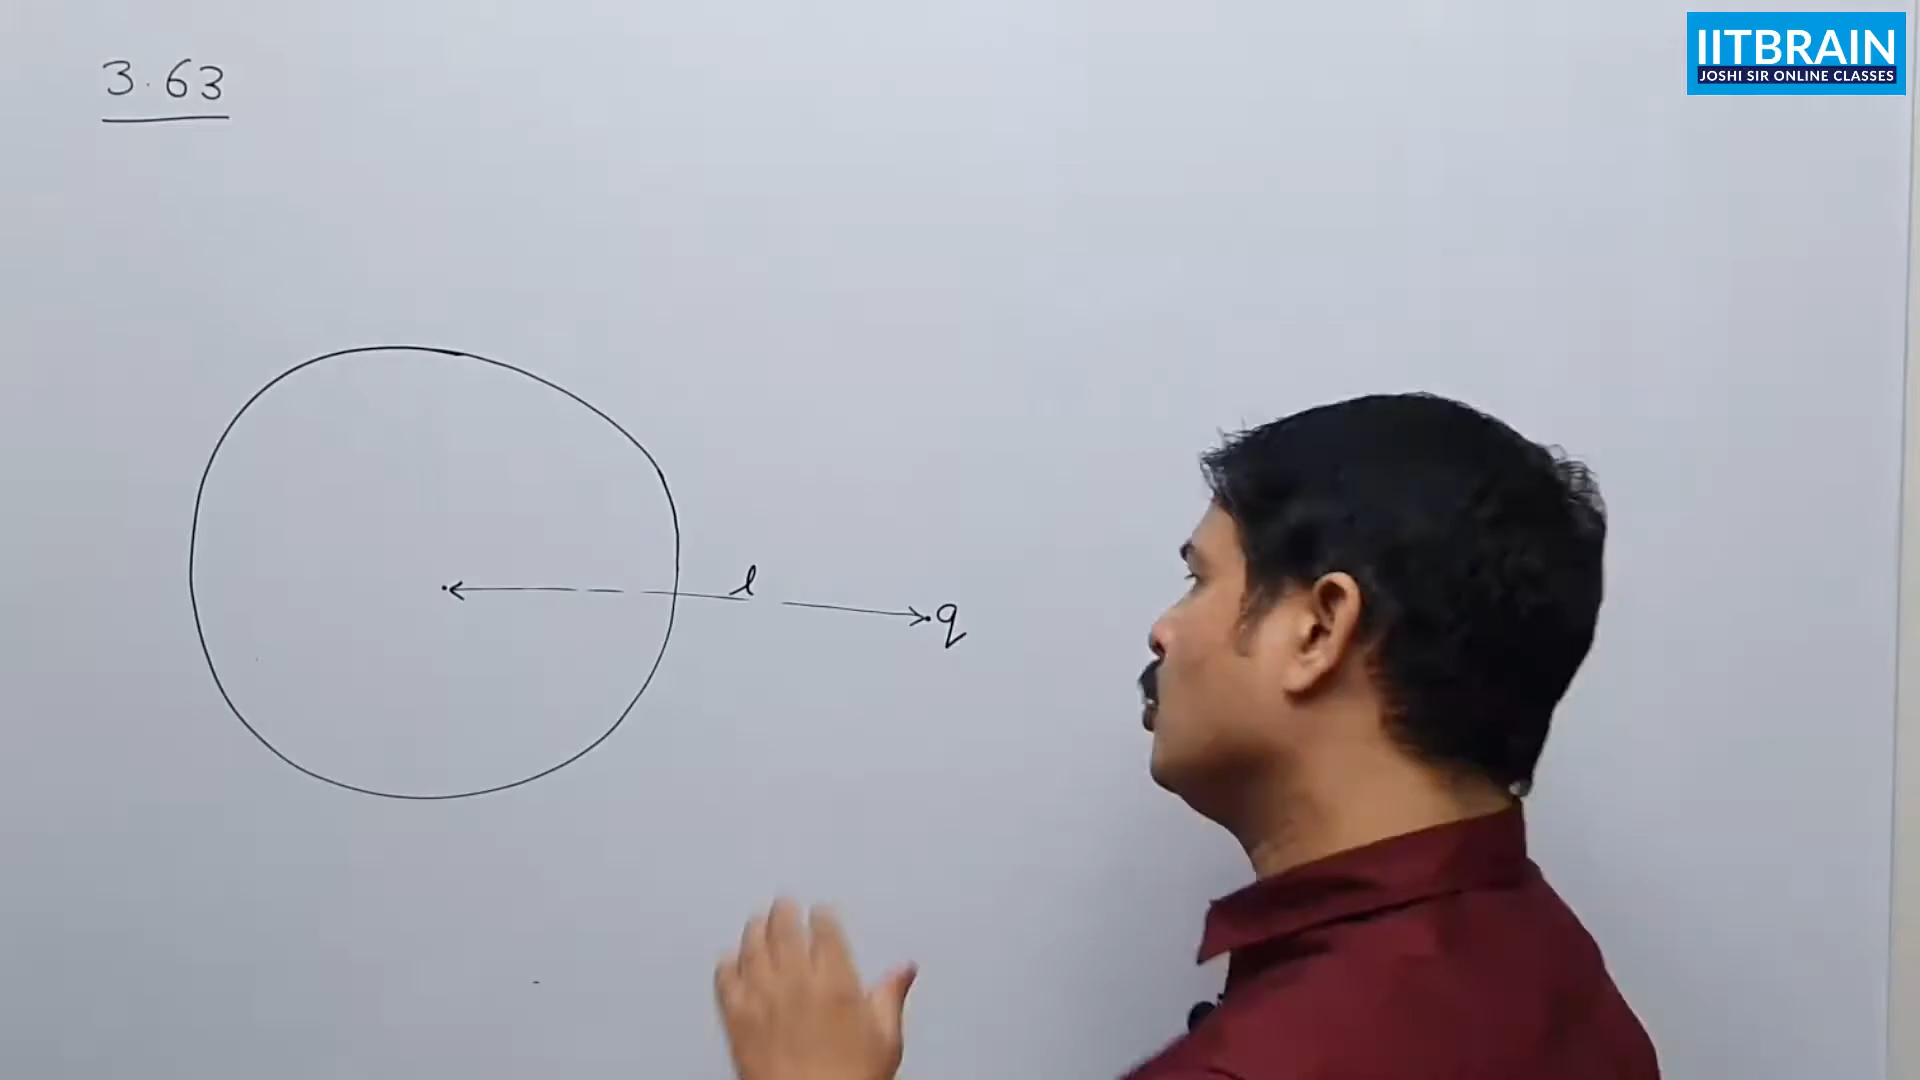 3.63
IITBRAIN
JOSHI SIR ONLINE CLASSES
l
q